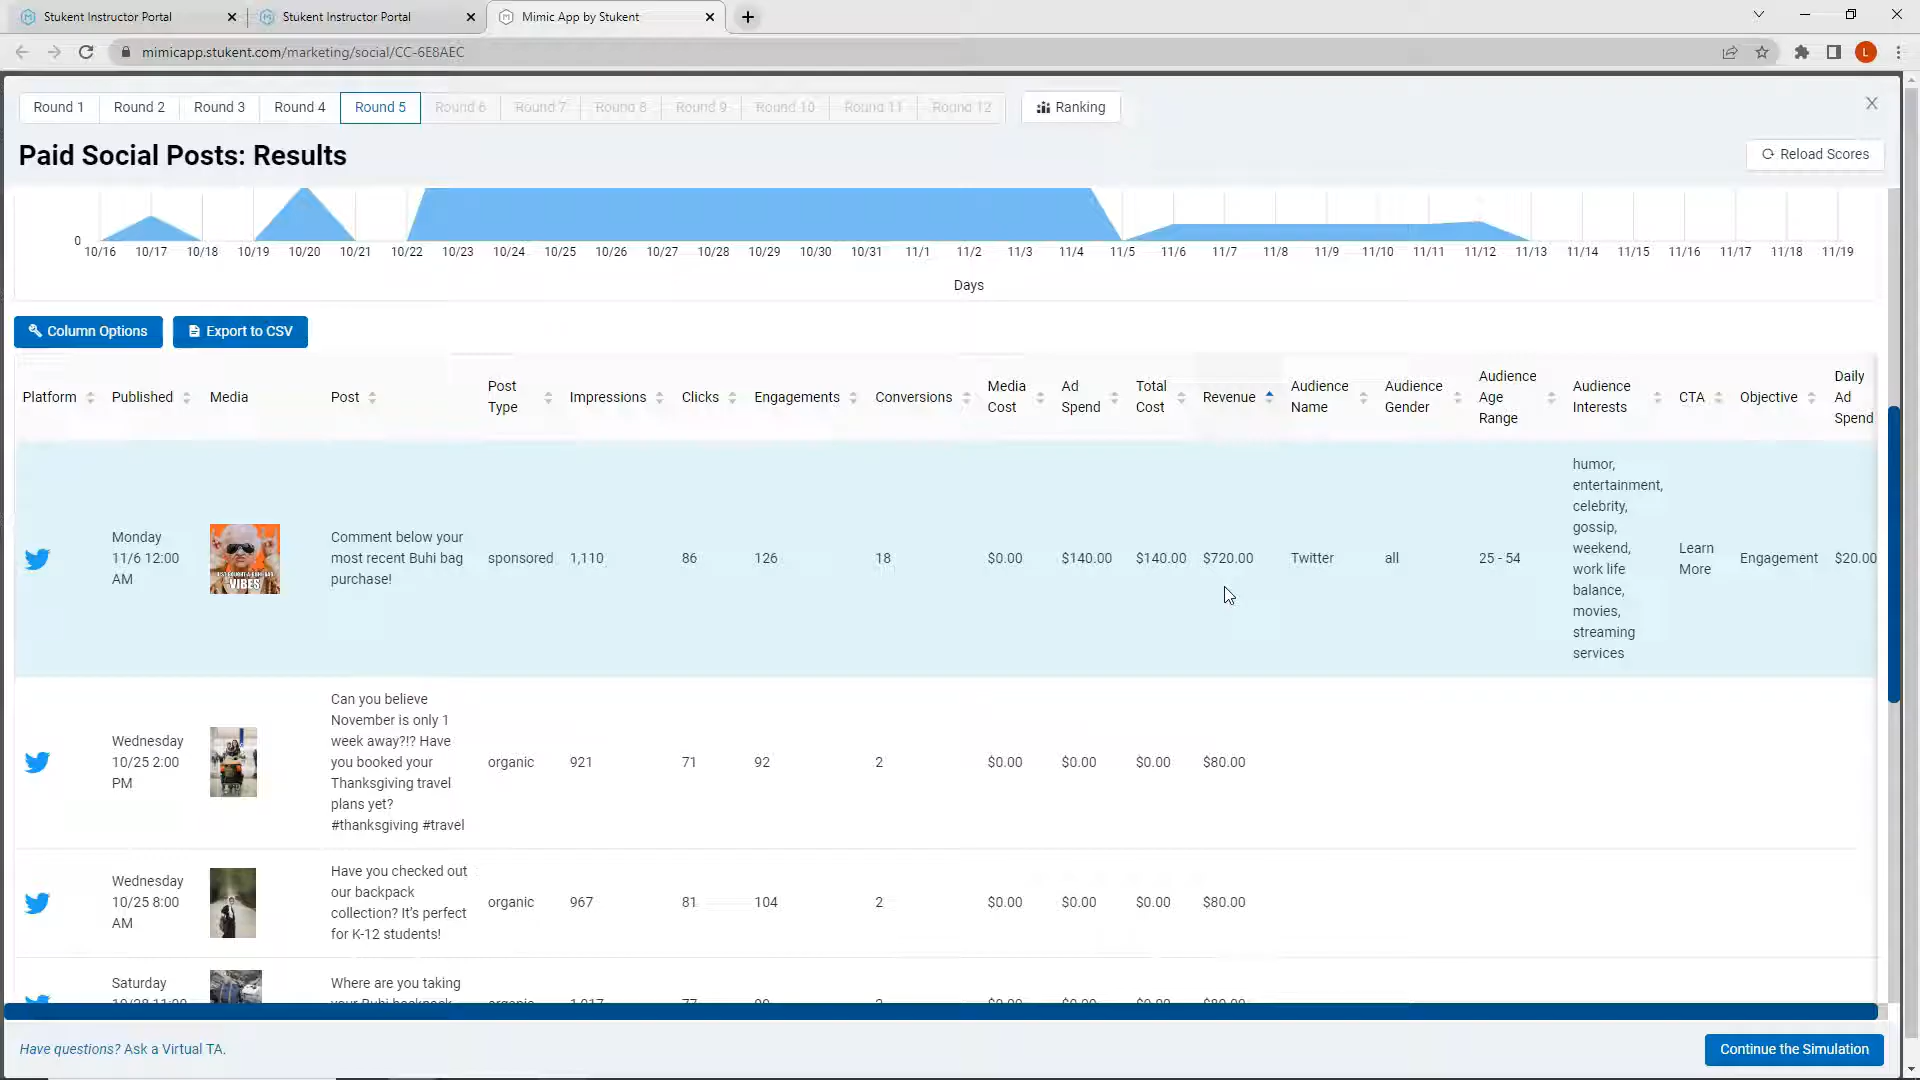 Stukent Instructor Portal
Stukent Instructor Portal
Mimic App by Stukent
mimicapp.stukent.com/marketing/social/CC-6E8AEC
L
Round 1 Round 2 Round 3 Round 4 Round 5 Round 6 Round 7 Round 8 Round 9 Round 10 Round 11 Round 12 Ranking
Paid Social Posts: Results
Reload Scores
0
10/16 10/17 10/18 10/19 10/20 10/21 10/22 10/23 10/24 10/25 10/26 10/27 10/28 10/29 10/30 10/31 11/1 11/2 11/3 11/4 11/5 11/6 11/7 11/8 11/9 11/10 11/11 11/12 11/13 11/14 11/15 11/16 11/17 11/18 11/19
Days
Column Options Export to CSV
Platform
Published
Media
Post
Post
Type
Impressions
Clicks
Engagements
Conversions
Media
Cost
Ad
Spend
Total
Cost
Revenue
Audience
Name
Audience
Gender
Audience
Age
Range
Audience
Interests
CTA
Objective
Daily
Ad
Spend
Monday
11/6 12:00
AM
VIBES
Comment below your
most recent Buhi bag
purchase!
sponsored
1,110
86
126
18
$0.00
$140.00
$140.00
$720.00
Twitter
all
25 - 54
humor,
entertainment,
celebrity,
gossip,
weekend,
work life
balance,
movies,
streaming
services
Learn
More
Engagement
$20.00
Wednesday
10/25 2:00
PM
Can you believe
November is only 1
week away?!? Have
you booked your
Thanksgiving travel
plans yet?
#thanksgiving #travel
organic
921
71
92
2
$0.00
$0.00
$0.00
$80.00
Wednesday
10/25 8:00
AM
Have you checked out
our backpack
collection? It's perfect
for K-12 students!
organic
967
81
104
2
$0.00
$0.00
$0.00
$80.00
Saturday
Where are you taking
your Buhi backpack
organic
$0.00
$0.00
$0.00
$80.00
Have questions? Ask a Virtual TA.
Continue the Simulation